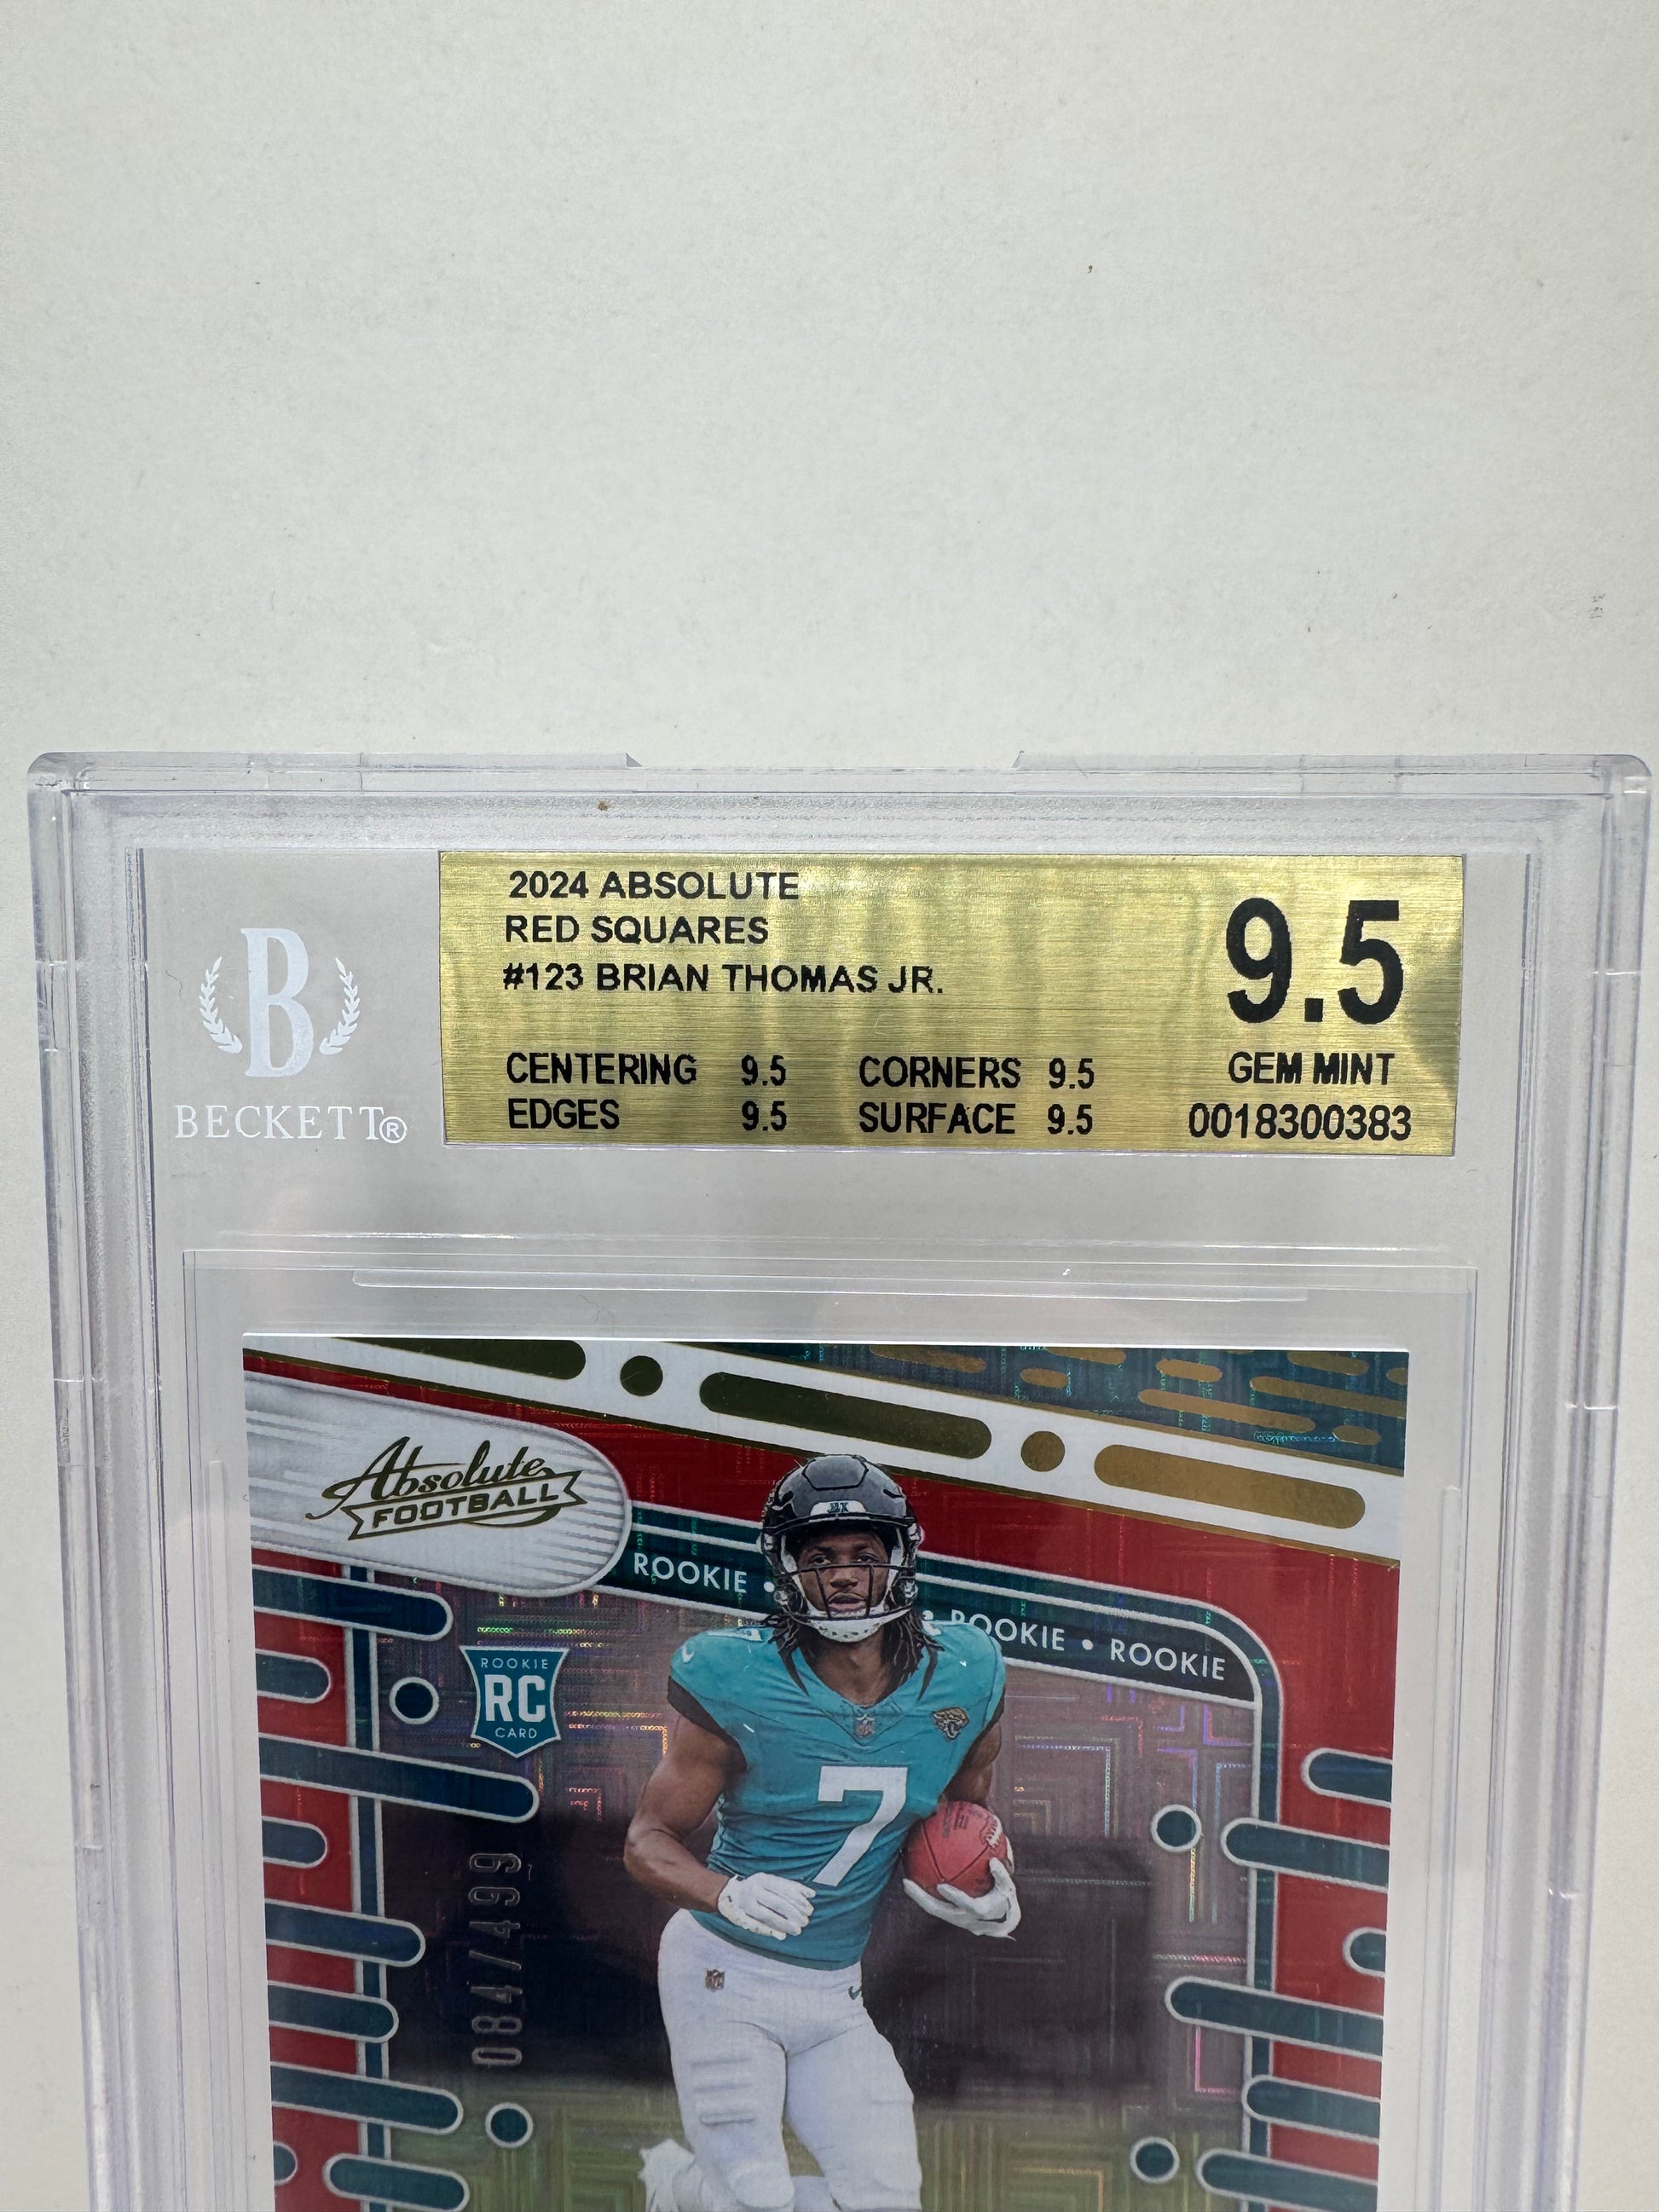 2024 ABSOLUTE
RED SQUARES
#123 BRIAN THOMAS JR.
9.5
CENTERING 9.5 CORNERS 9.5 GEM MINT
EDGES 9.5 SURFACE 9.5 0018300383
B
BECKETT®
Absolute
FOOTBALL
ROOKIE • • ROOKIE • ROOKIE
ROOKIE
RC
CARD
7
084/499